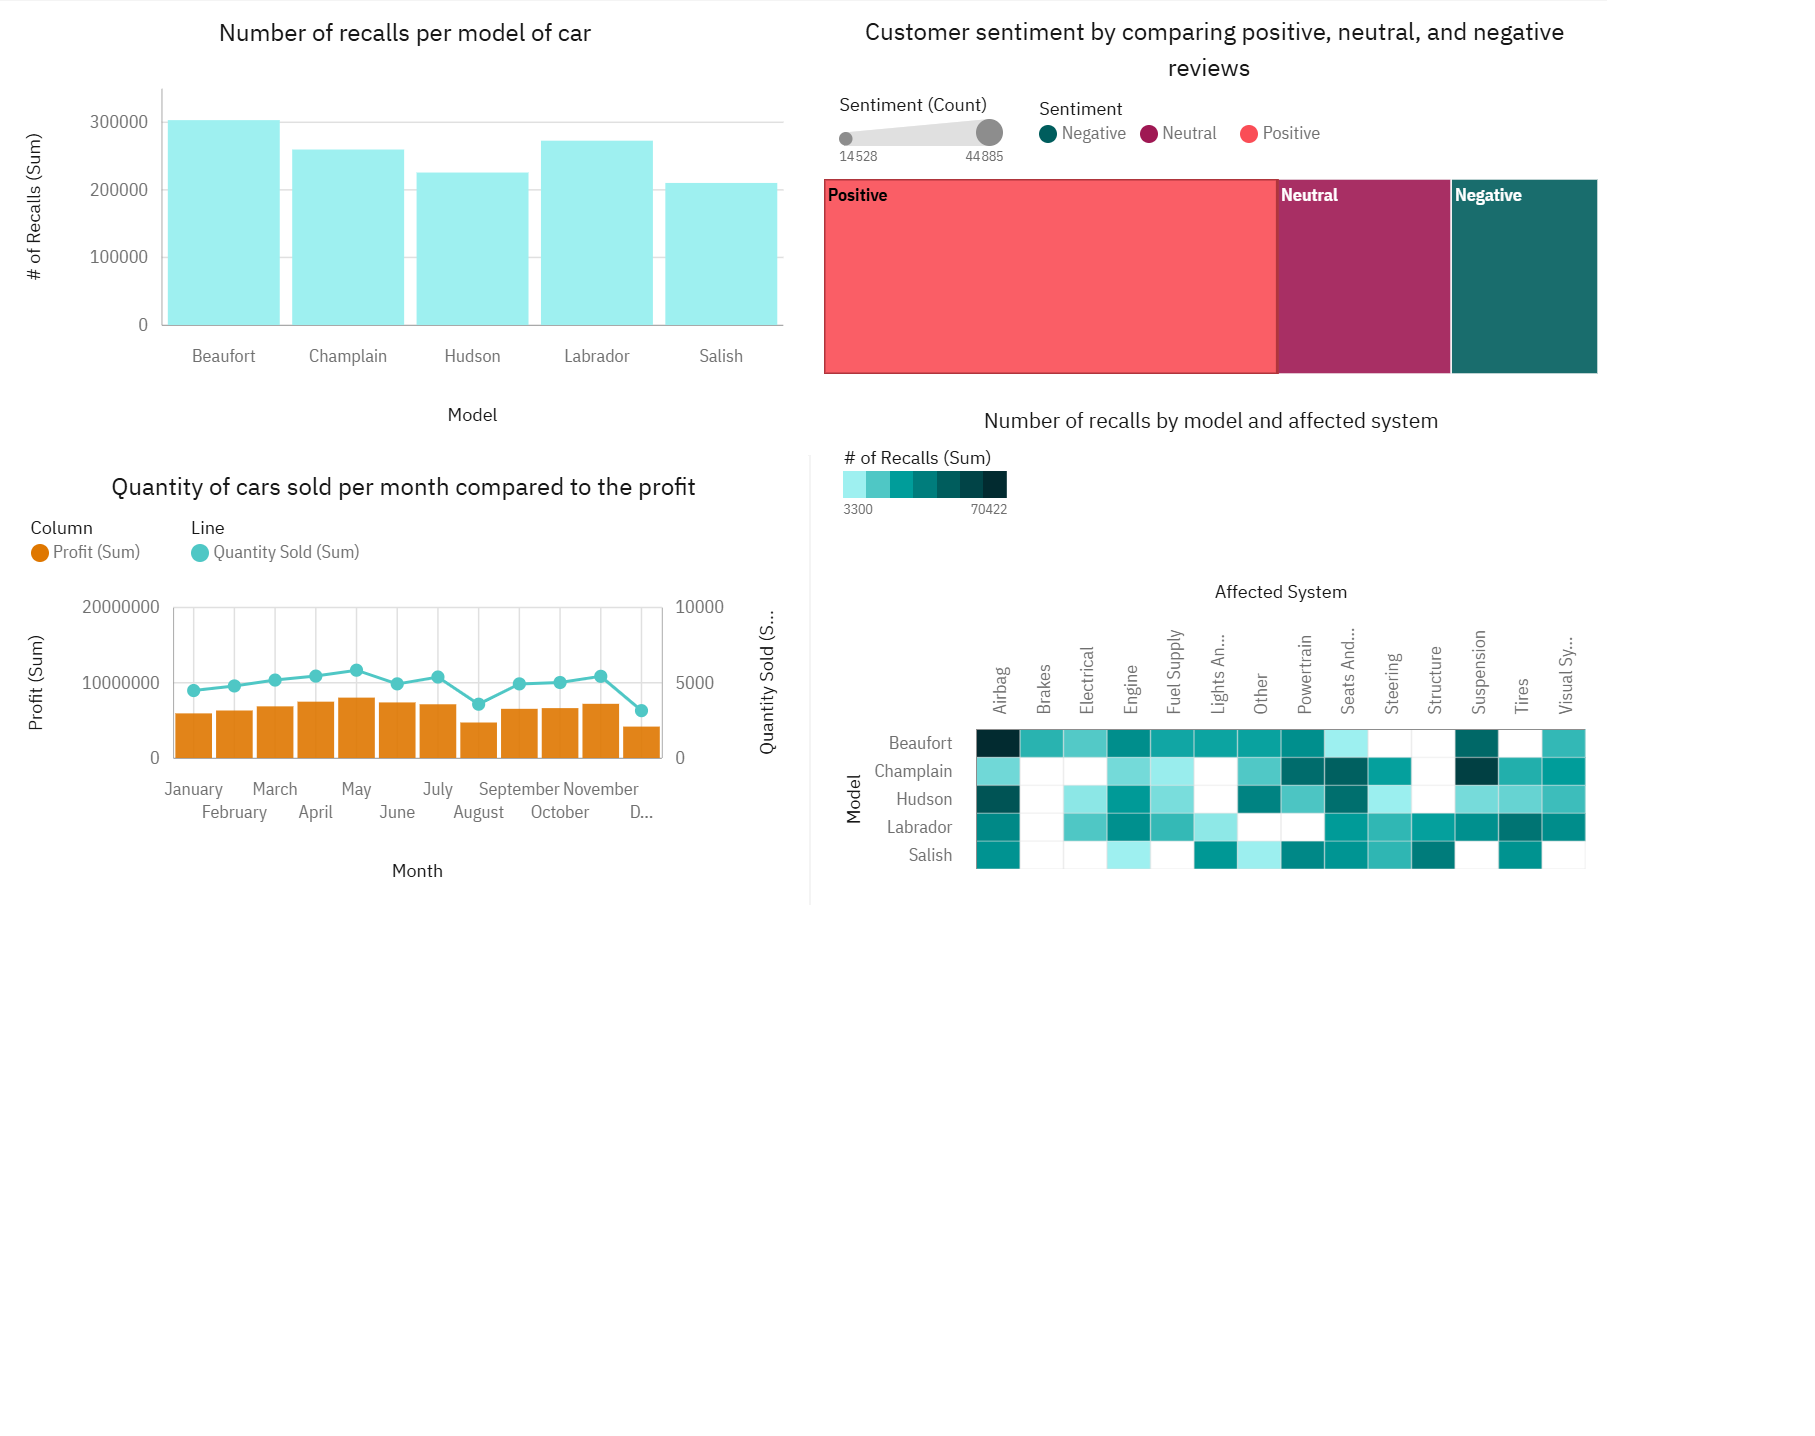 Number of recalls per model of car
# of Recalls (Sum)
300000
200000
100000
0
Beaufort Champlain Hudson Labrador Salish
Model
Customer sentiment by comparing positive, neutral, and negative
reviews
Sentiment (Count)
14528 44885
Sentiment
Negative Neutral Positive
Positive Neutral Negative
Quantity of cars sold per month compared to the profit
Column
Profit (Sum)
Line
Quantity Sold (Sum)
Profit (Sum)
20000000
10000000
0
10000
5000
0
Quantity Sold (S...
January March May July September November
February April June August October D...
Month
Number of recalls by model and affected system
# of Recalls (Sum)
3300 70422
Affected System
Airbag
Brakes
Electrical
Engine
Fuel Supply
Lights An...
Other
Powertrain
Seats And...
Steering
Structure
Suspension
Tires
Visual Sy...
Model
Beaufort
Champlain
Hudson
Labrador
Salish